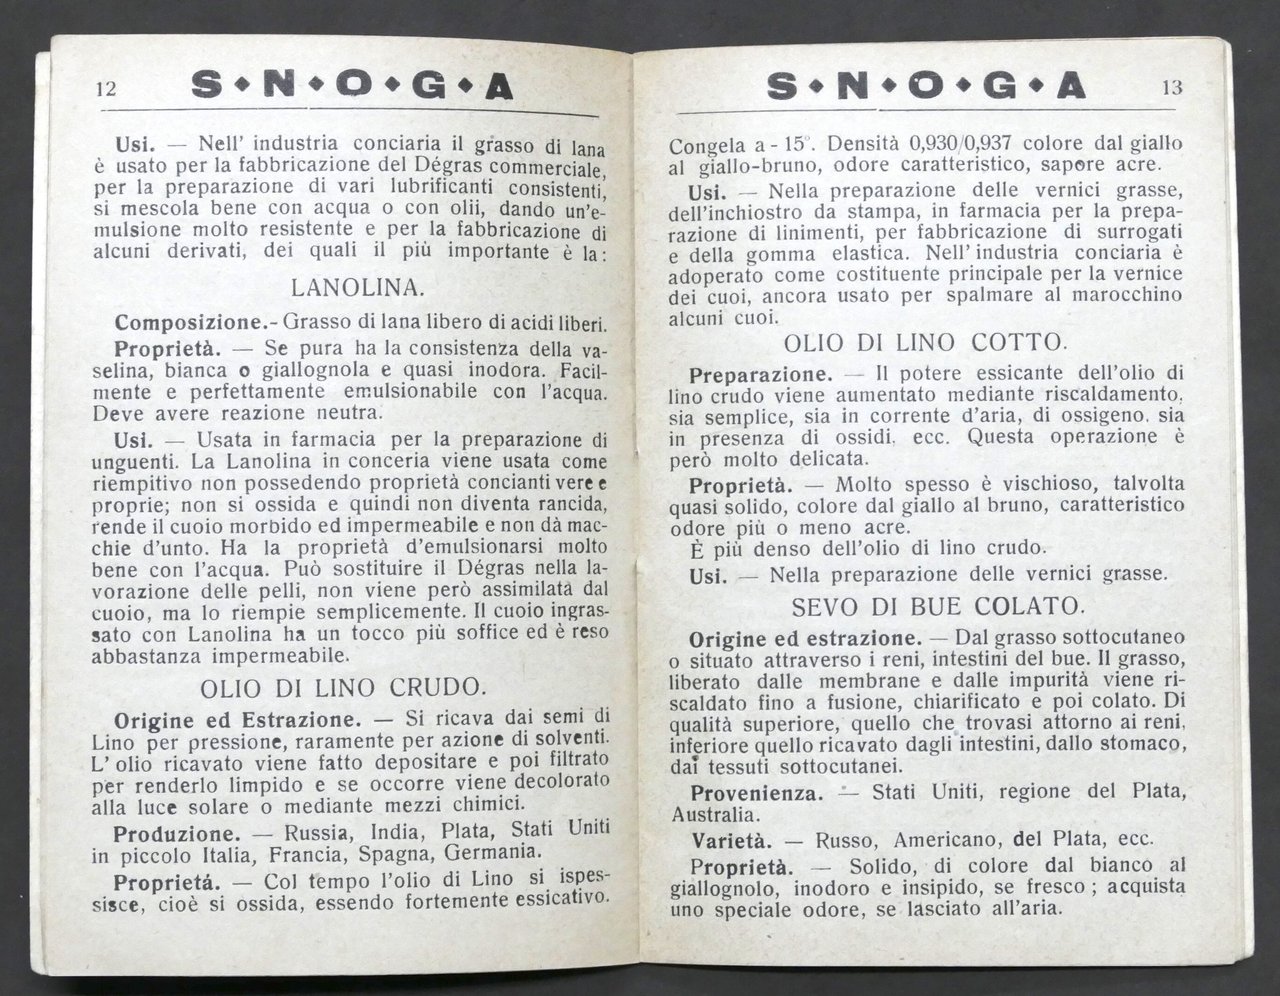 12
S◆N◆O◆G◆A
Usi. — Nell' industria conciaria il grasso di lana
è usato per la fabbricazione del Dégras commerciale,
per la preparazione di vari lubrificanti consistenti,
si mescola bene con acqua o con olii, dando un'e-
mulsione molto resistente e per la fabbricazione di
alcuni derivati, dei quali il più importante è la:
LANOLINA.
Composizione.- Grasso di lana libero di acidi liberi.
Proprietà. — Se pura ha la consistenza della va-
selina, bianca o giallognola e quasi inodora. Facil-
mente e perfettamente emulsionabile con l'acqua.
Deve avere reazione neutra.
Usi. — Usata in farmacia per la preparazione di
unguenti. La Lanolina in conceria viene usata come
riempitivo non possedendo proprietà concianti vere e
proprie; non si ossida e quindi non diventa rancida,
rende il cuoio morbido ed impermeabile e non dà mac-
chie d'unto. Ha la proprietà d'emulsionarsi molto
bene con l'acqua. Può sostituire il Dégras nella la-
vorazione delle pelli, non viene però assimilata dal
cuoio, ma lo riempie semplicemente. Il cuoio ingras-
sato con Lanolina ha un tocco più soffice ed è reso
abbastanza impermeabile.
OLIO DI LINO CRUDO.
Origine ed Estrazione. — Si ricava dai semi di
Lino per pressione, raramente per azione di solventi.
L' olio ricavato viene fatto depositare e poi filtrato
per renderlo limpido e se occorre viene decolorato
alla luce solare o mediante mezzi chimici.
Produzione. — Russia, India, Plata, Stati Uniti
in piccolo Italia, Francia, Spagna, Germania.
Proprietá. — Col tempo l'olio di Lino si ispes-
sisce, cioè si ossida, essendo fortemente essicativo.
S◆N◆O◆G◆A
13
Congela a - 15°. Densità 0,930/0,937 colore dal giallo
al giallo-bruno, odore caratteristico, sapore acre.
Usi. — Nella preparazione delle vernici grasse,
dell'inchiostro da stampa, in farmacia per la prepa-
razione di linimenti, per fabbricazione di surrogati
e della gomma elastica. Nell' industria conciaria è
adoperato come costituente principale per la vernice
dei cuoi, ancora usato per spalmare al marocchino
alcuni cuoi.
OLIO DI LINO COTTO.
Preparazione. — Il potere essicante dell'olio di
lino crudo viene aumentato mediante riscaldamento,
sia semplice, sia in corrente d'aria, di ossigeno, sia
in presenza di ossidi, ecc. Questa operazione è
però molto delicata.
Proprietà. — Molto spesso è vischioso, talvolta
quasi solido, colore dal giallo al bruno, caratteristico
odore più o meno acre.
È più denso dell'olio di lino crudo.
Usi. — Nella preparazione delle vernici grasse.
SEVO DI BUE COLATO.
Origine ed estrazione. — Dal grasso sottocutaneo
o situato attraverso i reni, intestini del bue. Il grasso,
liberato dalle membrane e dalle impurità viene ri-
scaldato fino a fusione, chiarificato e poi colato. Di
qualità superiore, quello che trovasi attorno ai reni,
inferiore quello ricavato dagli intestini, dallo stomaco,
dai tessuti sottocutanei.
Provenienza. — Stati Uniti, regione del Plata,
Australia.
Varietà. — Russo, Americano, del Plata, ecc.
Proprietà. — Solido, di colore dal bianco al
giallognolo, inodoro e insipido, se fresco ; acquista
uno speciale odore, se lasciato all'aria.